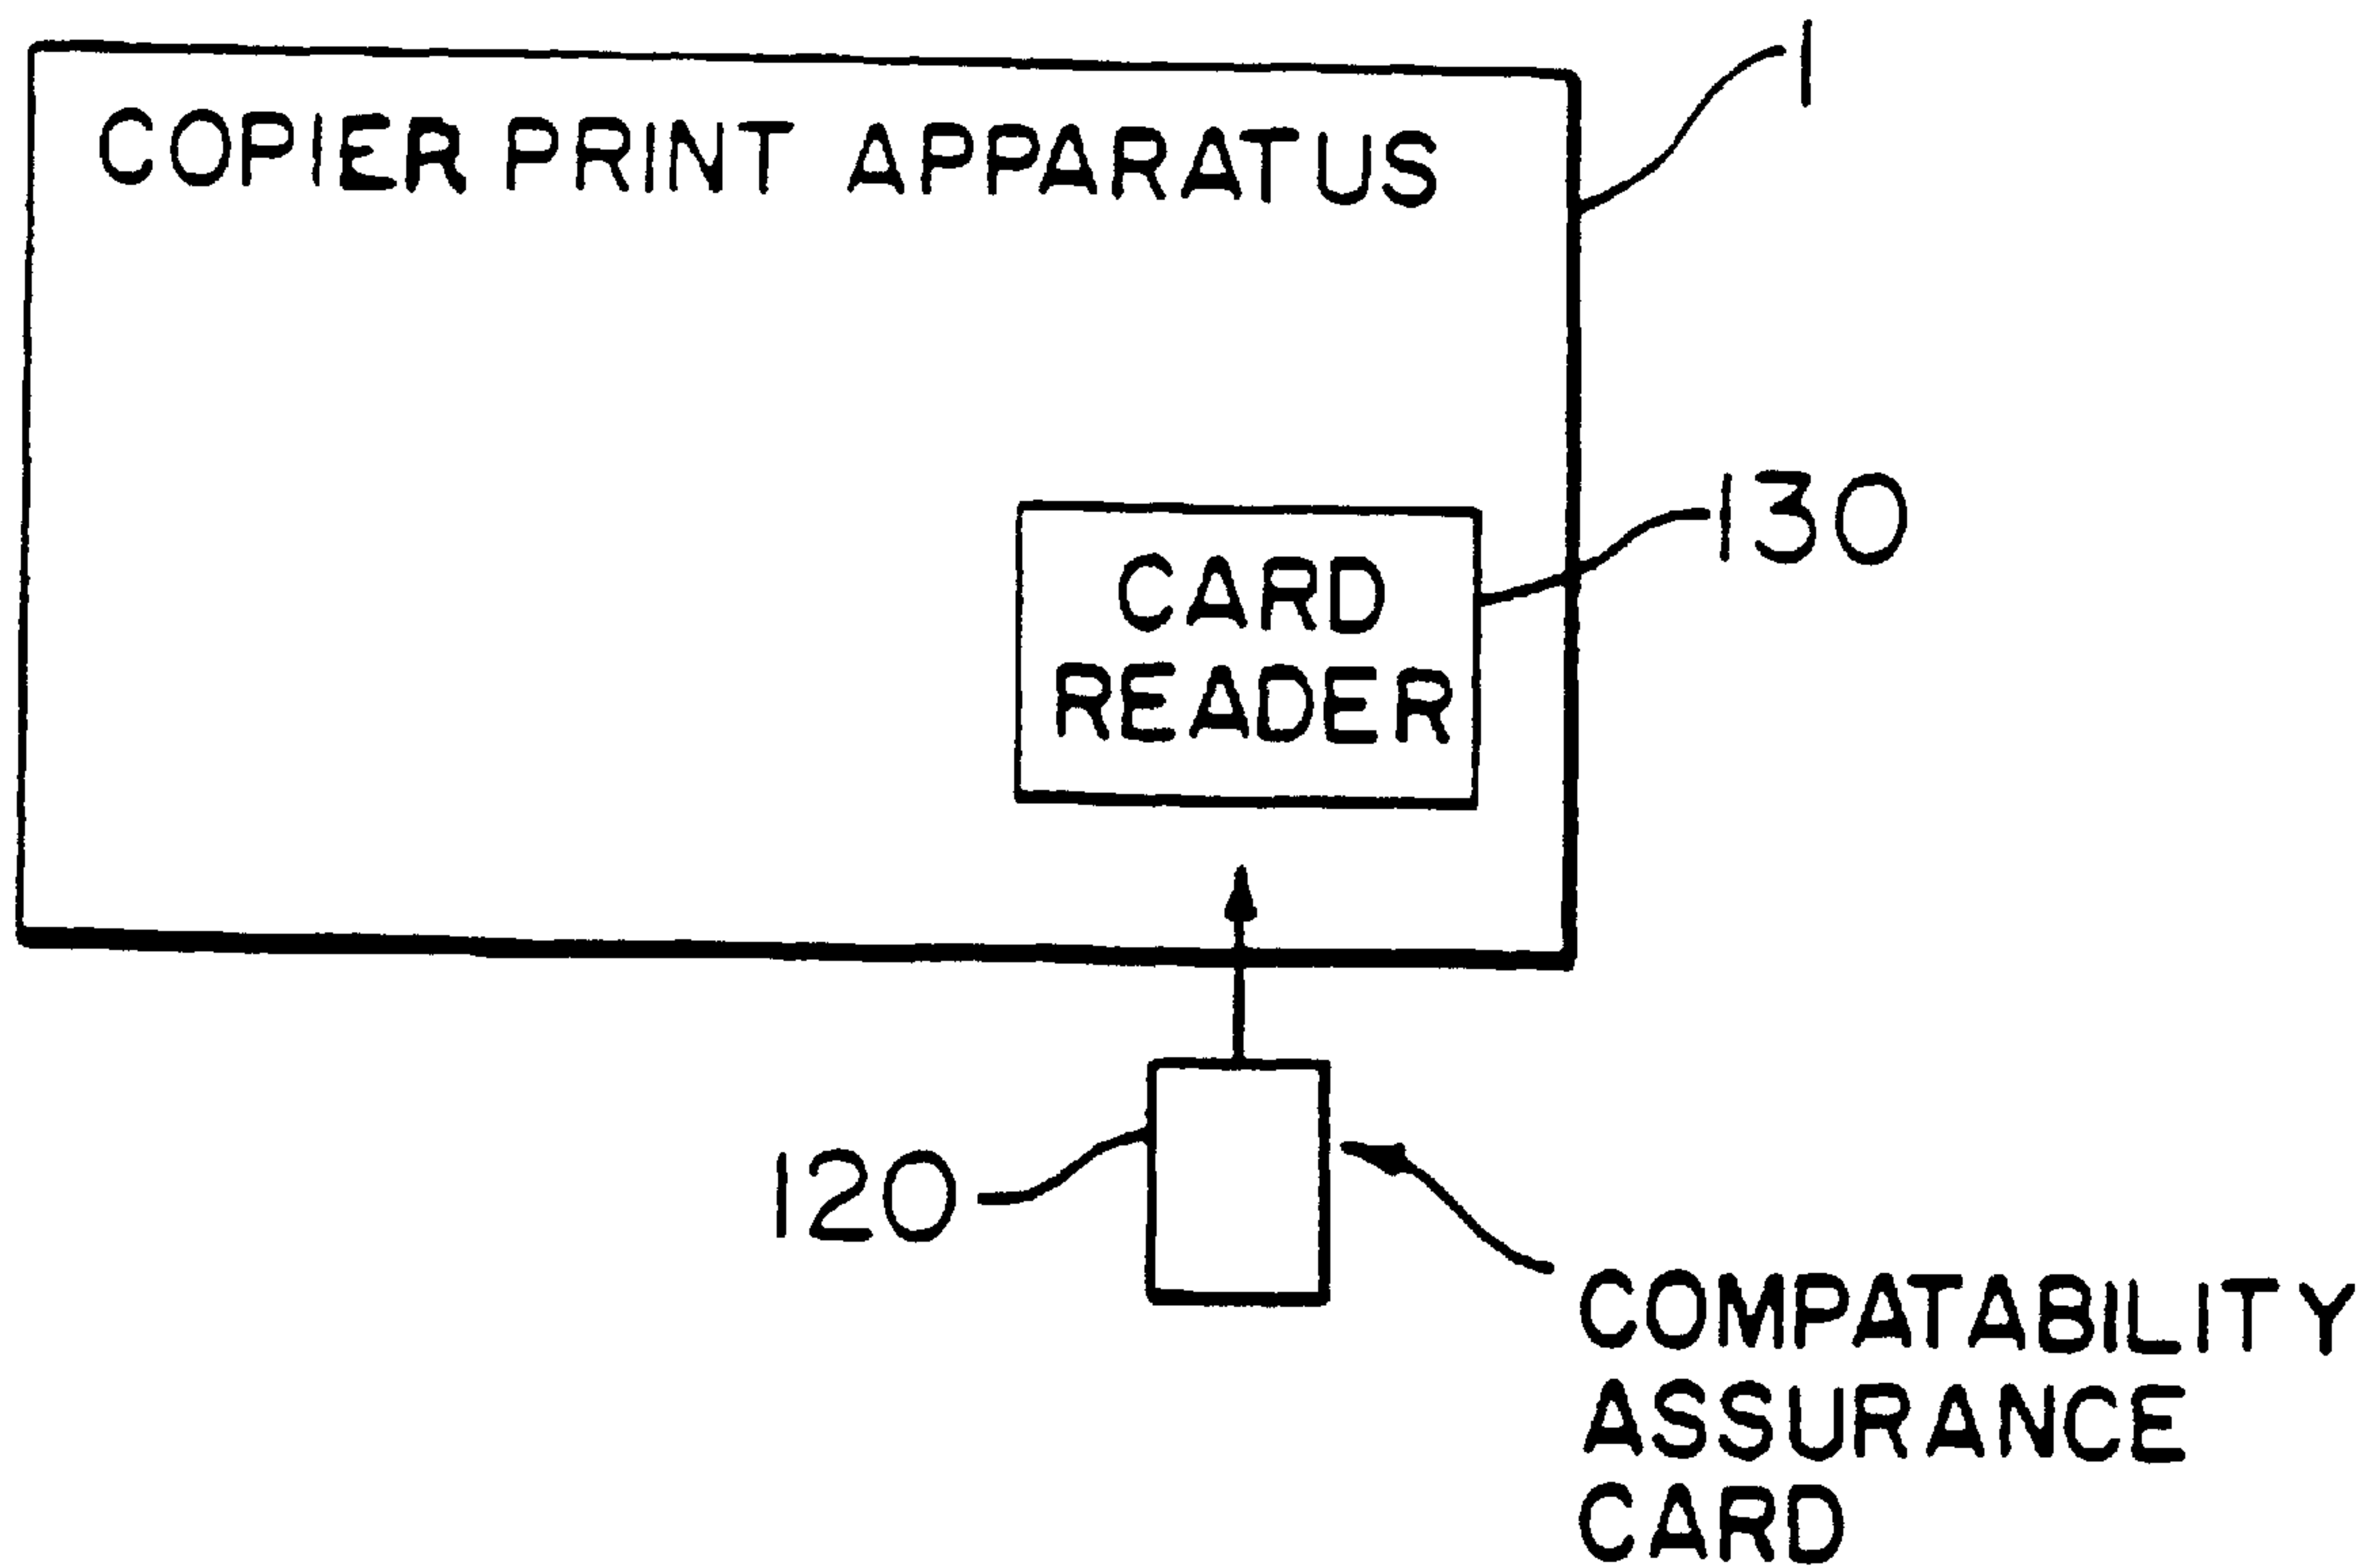 COPIER PRINT APPARATUS
1
130
CARD
READER
120
COMPATABILITY
ASSURANCE
CARD